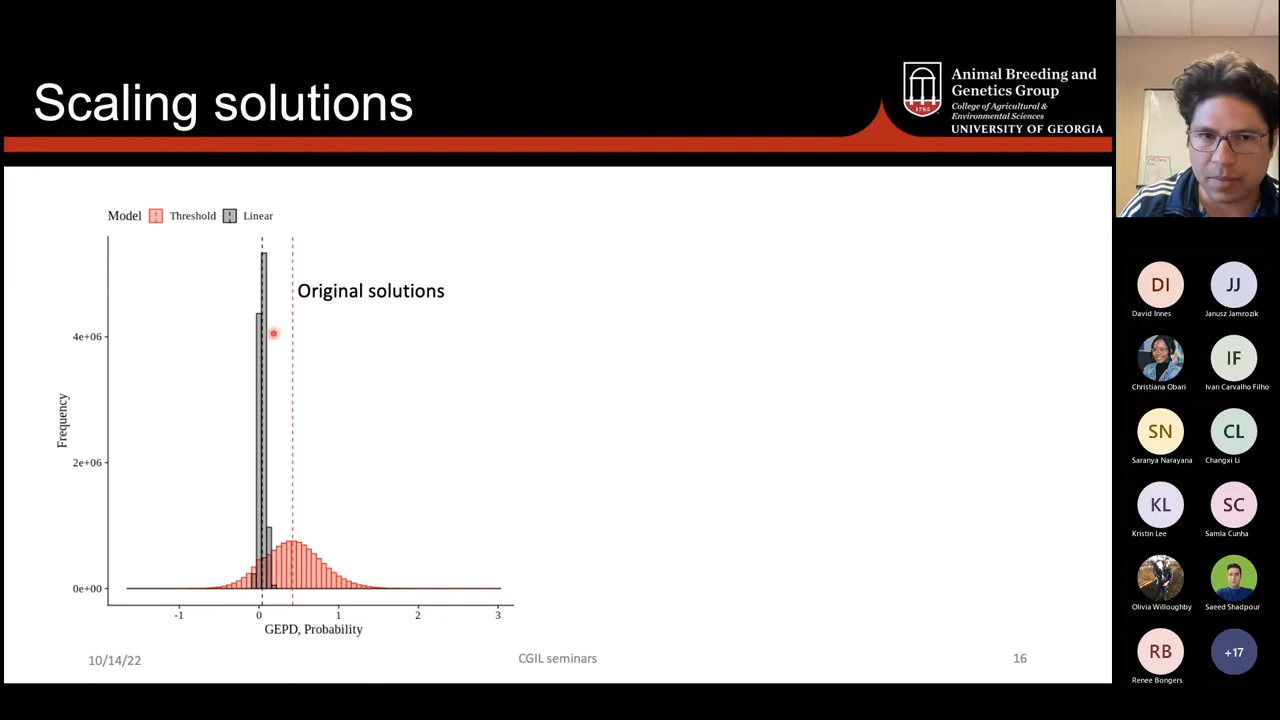 Scaling solutions
Animal Breeding and
Genetics Group
College of Agricultural &
Environmental Sciences
UNIVERSITY OF GEORGIA
1785
Model Threshold Linear
Original solutions
Frequency
4e+06
2e+06
0e+00
-1 0 1 2 3
GEPD, Probability
10/14/22 CGIL seminars 16
DI JJ
David Innes Janusz Jamrozik
IF
Christiana Obari Ivan Carvalho Filho
SN CL
Saranya Narayana Changxi Li
KL SC
Kristin Lee Samla Cunha
Olivia Willoughby Saeed Shadpour
RB +17
Renee Bongers